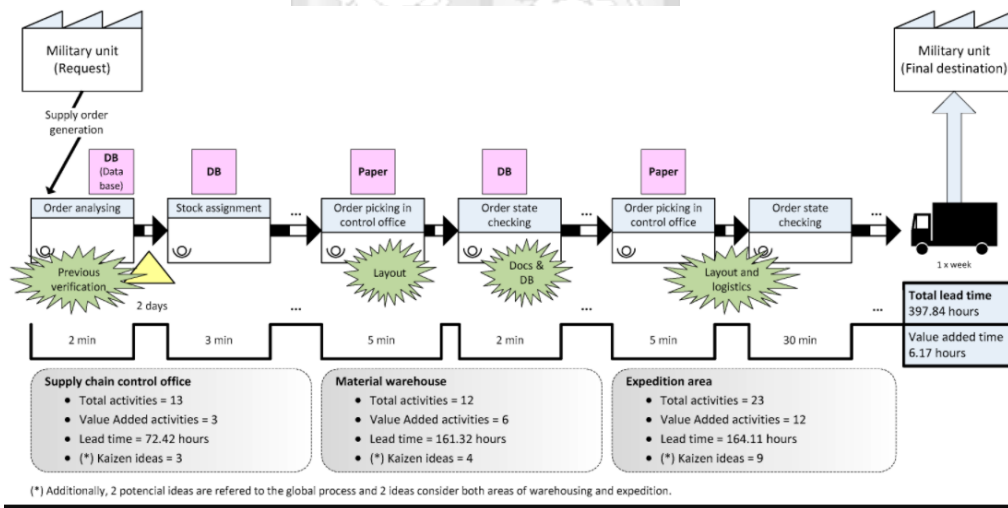 Military unit
(Request)
Military unit
(Final destination)
Supply order
generation
DB
(Data
base)
DB
Paper
DB
Paper
Order analysing
Stock assignment
...
Order picking in
control office
Order state
checking
...
Order picking in
control office
Order state
checking
...
Previous
verification
Layout
Docs &
DB
Layout and
logistics
1 x week
2 days
...
...
...
2 min
3 min
5 min
2 min
5 min
30 min
Total lead time
397.84 hours
Value added time
6.17 hours
Supply chain control office
• Total activities = 13
• Value Added activities = 3
• Lead time = 72.42 hours
• (*) Kaizen ideas = 3
Material warehouse
• Total activities = 12
• Value Added activities = 6
• Lead time = 161.32 hours
• (*) Kaizen ideas = 4
Expedition area
• Total activities = 23
• Value Added activities = 12
• Lead time = 164.11 hours
• (*) Kaizen ideas = 9
(*) Additionally, 2 potencial ideas are refered to the global process and 2 ideas consider both areas of warehousing and expedition.